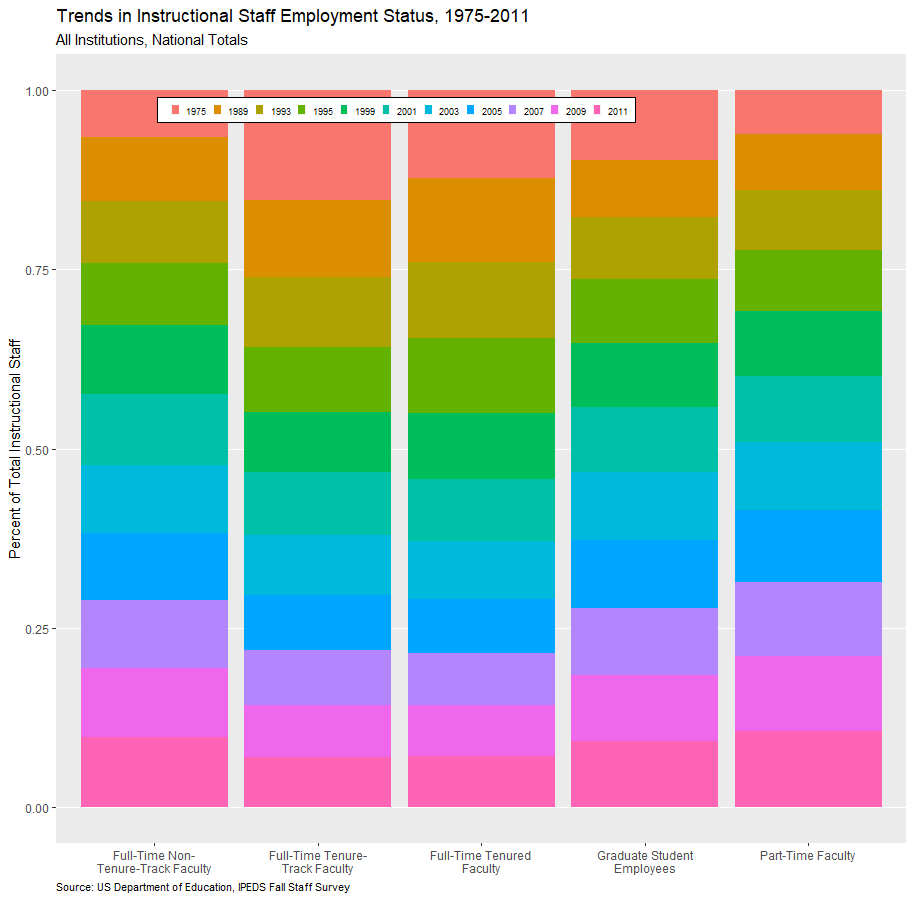 Trends in Instructional Staff Employment Status, 1975-2011
All Institutions, National Totals
1975 1989 1993 1995 1999 2001 2003 2005 2007 2009 2011
Percent of Total Instructional Staff
1.00
0.75
0.50
0.25
0.00
Full-Time Non-
Tenure-Track Faculty
Full-Time Tenure-
Track Faculty
Full-Time Tenured
Faculty
Graduate Student
Employees
Part-Time Faculty
Source: US Department of Education, IPEDS Fall Staff Survey